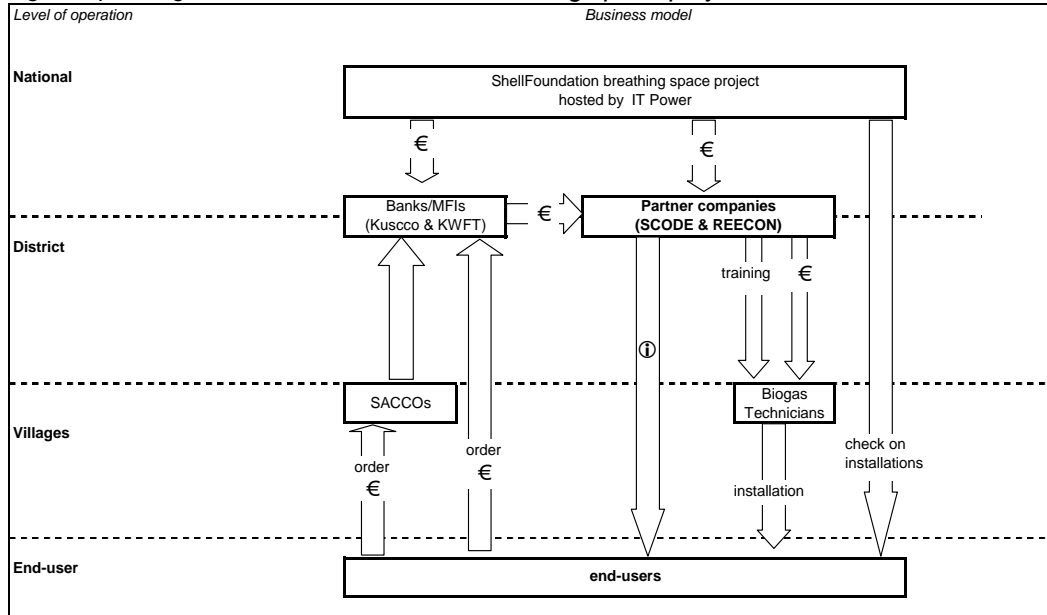 Level of operation
Business model
National
ShellFoundation breathing space project
hosted by IT Power
€
€
Banks/MFIs
(Kuscco & KWFT)
€
Partner companies
(SCODE & REECON)
District
training
€
ⓘ
SACCOs
Biogas
Technicians
Villages
order
€
order
€
check on
installations
installation
End-user
end-users